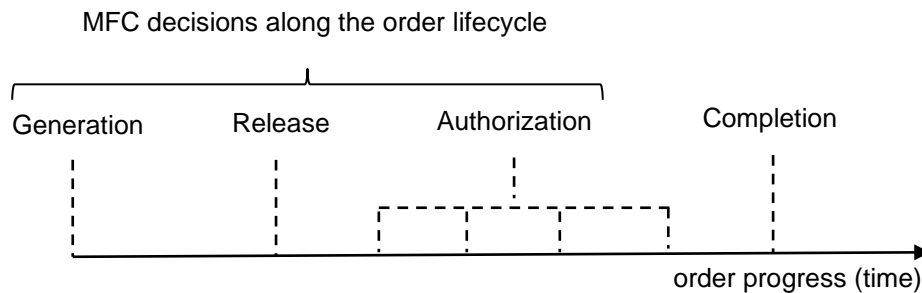 MFC decisions along the order lifecycle
Generation Release Authorization Completion
order progress (time)